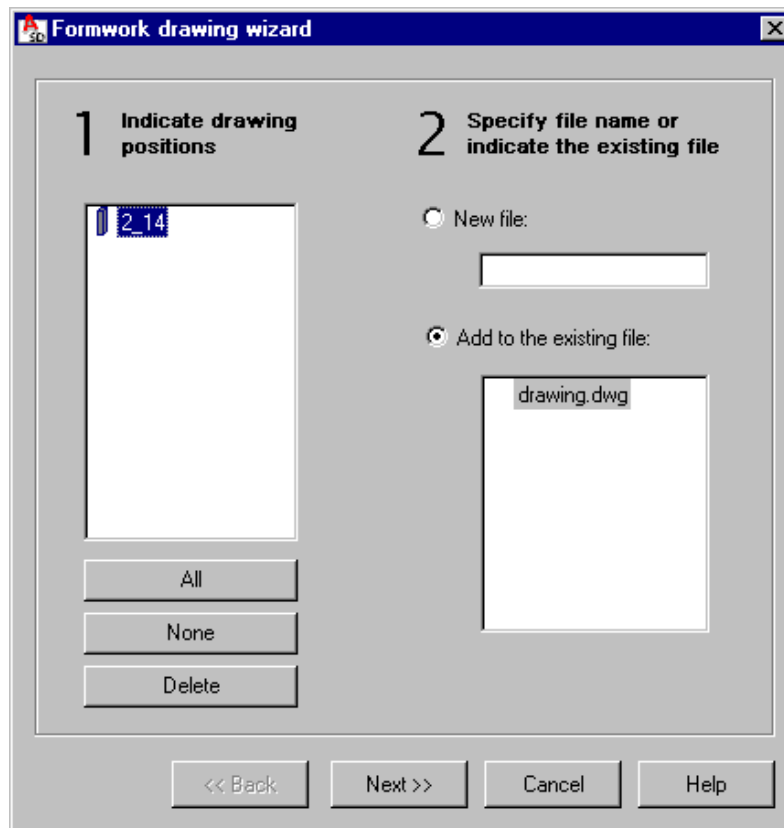 Formwork drawing wizard
1 Indicate drawing
positions
2_14
All
None
Delete
2 Specify file name or
indicate the existing file
New file:
Add to the existing file:
drawing.dwg
<< Back
Next >>
Cancel
Help